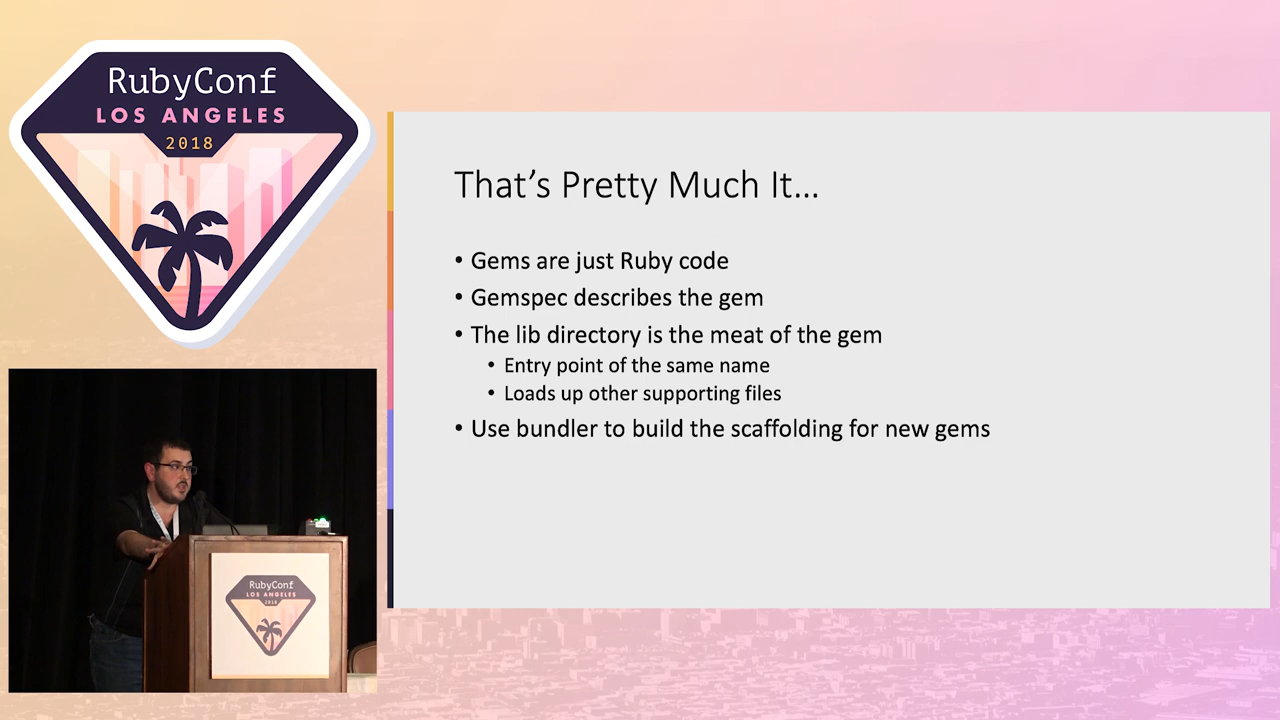 RubyConf
LOS ANGELES
2018
That's Pretty Much It…
• Gems are just Ruby code
• Gemspec describes the gem
• The lib directory is the meat of the gem
• Entry point of the same name
• Loads up other supporting files
• Use bundler to build the scaffolding for new gems
RubyConf
LOS ANGELES
2018